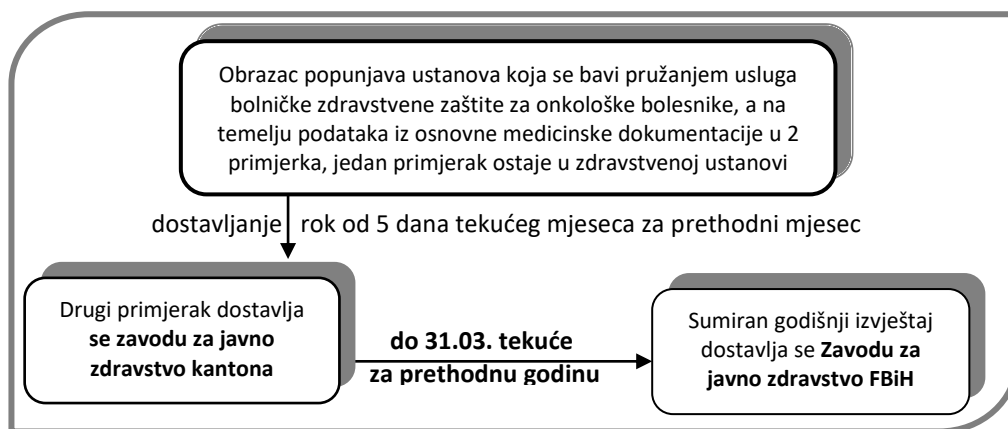 Obrazac popunjava ustanova koja se bavi pružanjem usluga
bolničke zdravstvene zaštite za onkološke bolesnike, a na
temelju podataka iz osnovne medicinske dokumentacije u 2
primjerka, jedan primjerak ostaje u zdravstvenoj ustanovi
dostavljanje rok od 5 dana tekućeg mjeseca za prethodni mjesec
Drugi primjerak dostavlja
se zavodu za javno
zdravstvo kantona
do 31.03. tekuće
za prethodnu godinu
Sumiran godišnji izvještaj
dostavlja se Zavodu za
javno zdravstvo FBiH